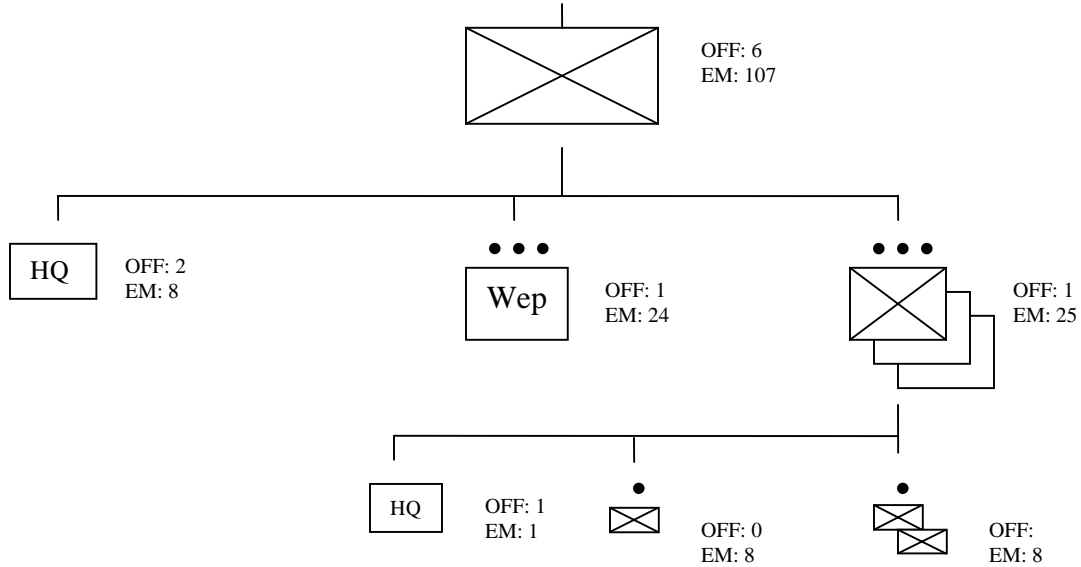 OFF: 6
EM: 107
HQ
OFF: 2
EM: 8
Wep
OFF: 1
EM: 24
OFF: 1
EM: 25
HQ
OFF: 1
EM: 1
OFF: 0
EM: 8
OFF:
EM: 8